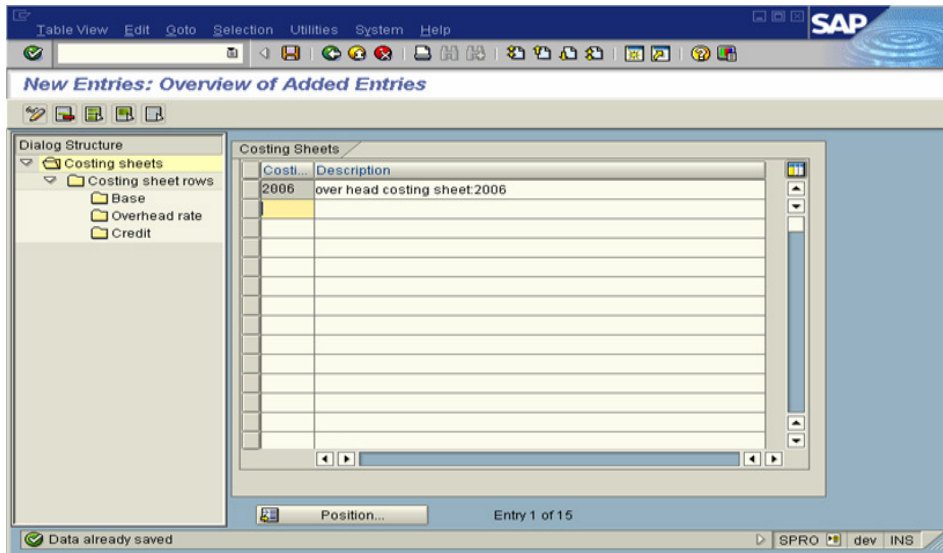 Table View Edit Goto Selection Utilities System Help
SAP
New Entries: Overview of Added Entries
Dialog Structure
Costing sheets
Costing sheet rows
Base
Overhead rate
Credit
Costing Sheets
Costi... Description
2006 over head costing sheet:2006
Position... Entry 1 of 15
Data already saved SPRO dev INS